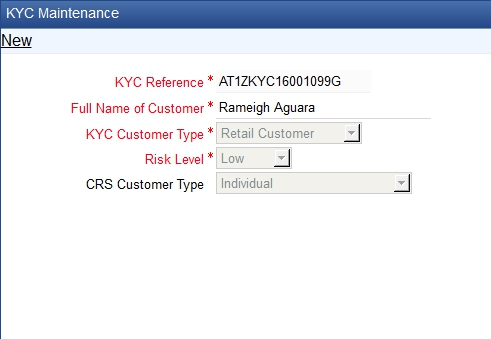 KYC Maintenance
New
KYC Reference * AT1ZKYC16001099G
Full Name of Customer * Rameigh Aguara
KYC Customer Type * Retail Customer
Risk Level * Low
CRS Customer Type Individual